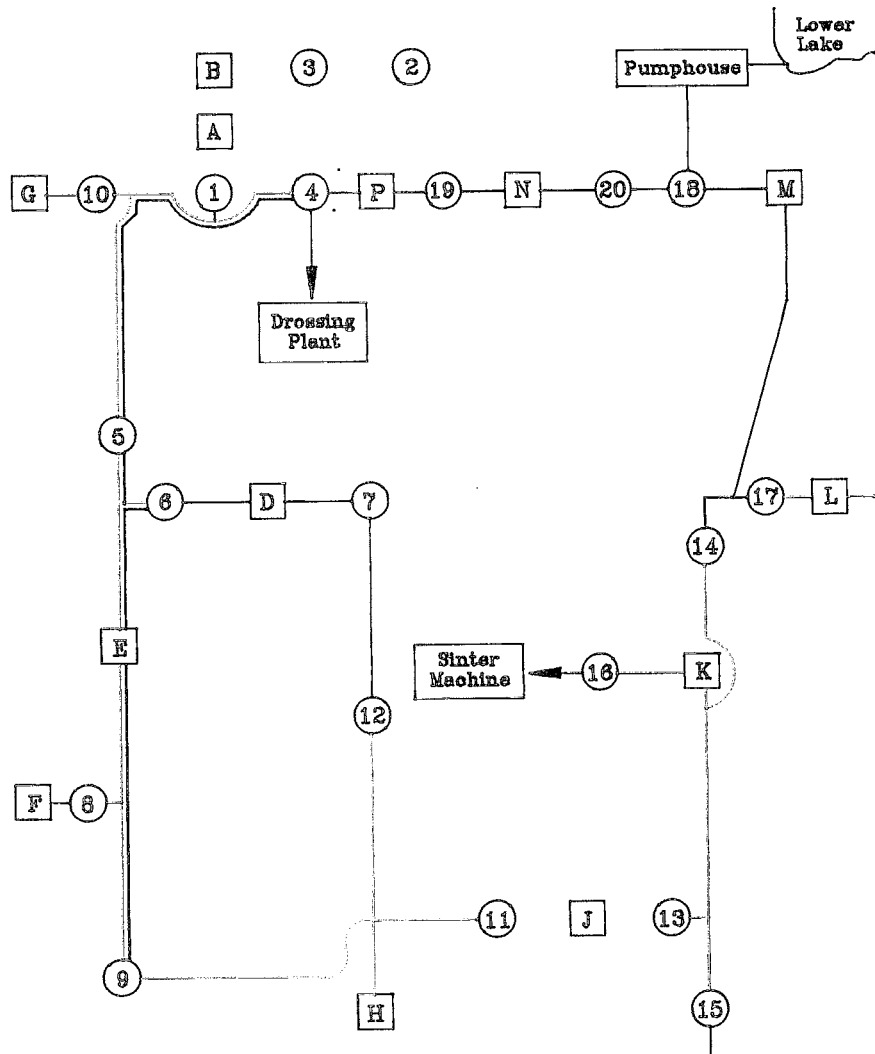 Lower
Lake
B 3 2 Pumphouse
A
G 10 1 4 P 19 N 20 18 M
Drossing
Plant
5
6 D 7 17 L
14
E Sinter
Machine 16 K
12
F 8
11 J 13
9
H 15